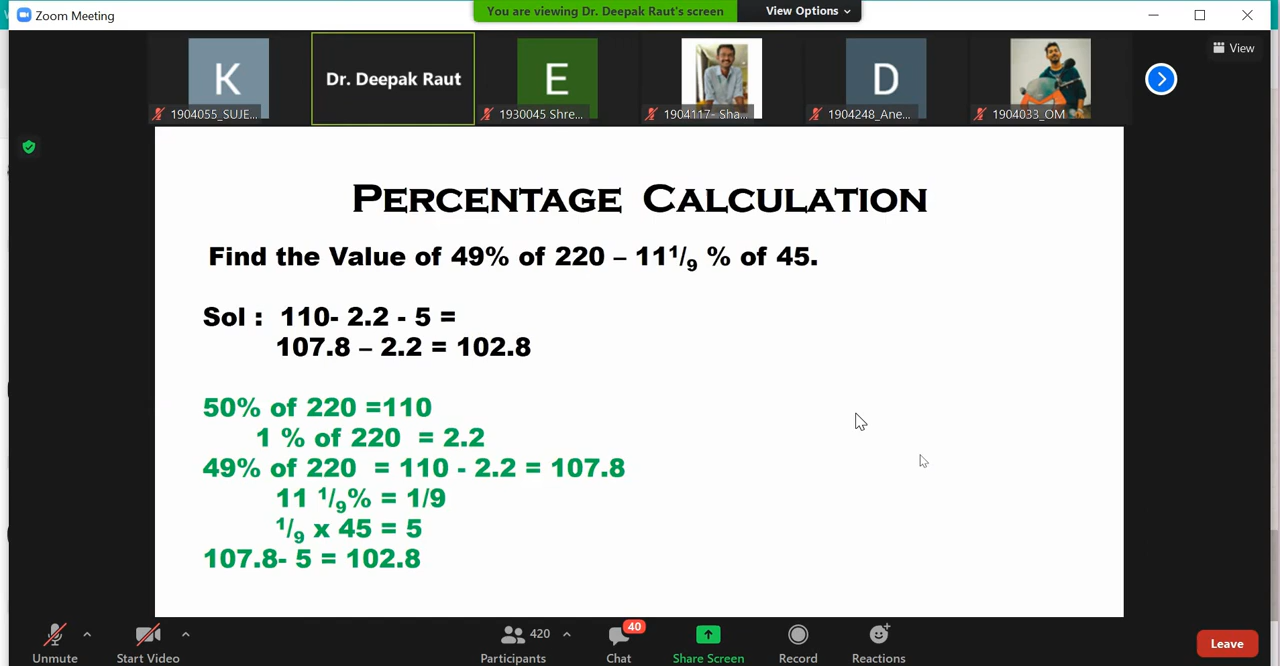 Zoom Meeting
You are viewing Dr. Deepak Raut's screen
View Options
View
K
Dr. Deepak Raut
E
D
1904055_SUJE...
1930045 Shre...
1904117- Sha...
1904248_Ane...
1904033_OM
PERCENTAGE CALCULATION
Find the Value of 49% of 220 – 11¹/₉ % of 45.
Sol : 110- 2.2 - 5 =
107.8 – 2.2 = 102.8
50% of 220 =110
1 % of 220 = 2.2
49% of 220 = 110 - 2.2 = 107.8
11 ¹/₉% = 1/9
¹/₉ x 45 = 5
107.8- 5 = 102.8
420
40
Unmute
Start Video
Participants
Chat
Share Screen
Record
Reactions
Leave